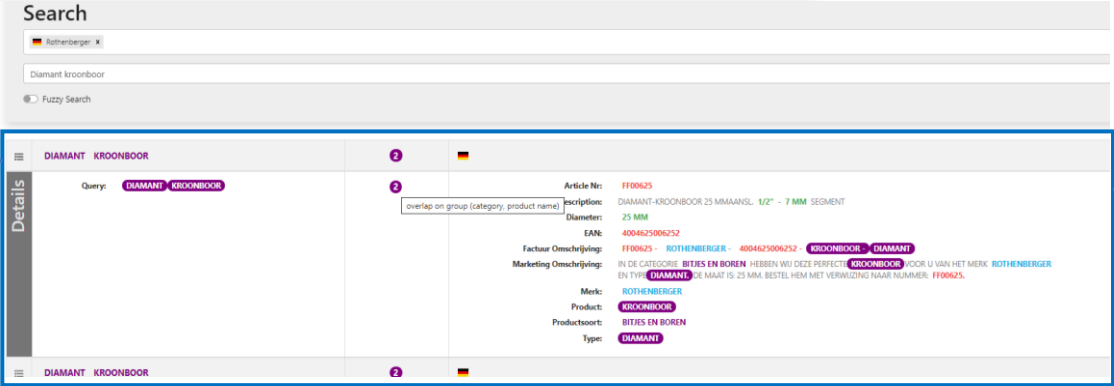 Search
Rothenberger x
Diamant kroonboor
Fuzzy Search
DIAMANT KROONBOOR 2
Details
Query: DIAMANT KROONBOOR 2
overlap on group (category, product name)
Article Nr: FF00625
escription: DIAMANT-KROONBOOR 25 MMAANSL. 1/2" - 7 MM SEGMENT
Diameter: 25 MM
EAN: 4004625006252
Factuur Omschrijving: FF00625 - ROTHENBERGER - 4004625006252 - KROONBOOR - DIAMANT
Marketing Omschrijving: IN DE CATEGORIE BITJES EN BOREN HEBBEN WIJ DEZE PERFECTE KROONBOOR VOOR U VAN HET MERK ROTHENBERGER
EN TYPE DIAMANT. DE MAAT IS: 25 MM. BESTEL HEM MET VERWIJZING NAAR NUMMER: FF00625.
Merk: ROTHENBERGER
Product: KROONBOOR
Productsoort: BITJES EN BOREN
Type: DIAMANT
DIAMANT KROONBOOR 2